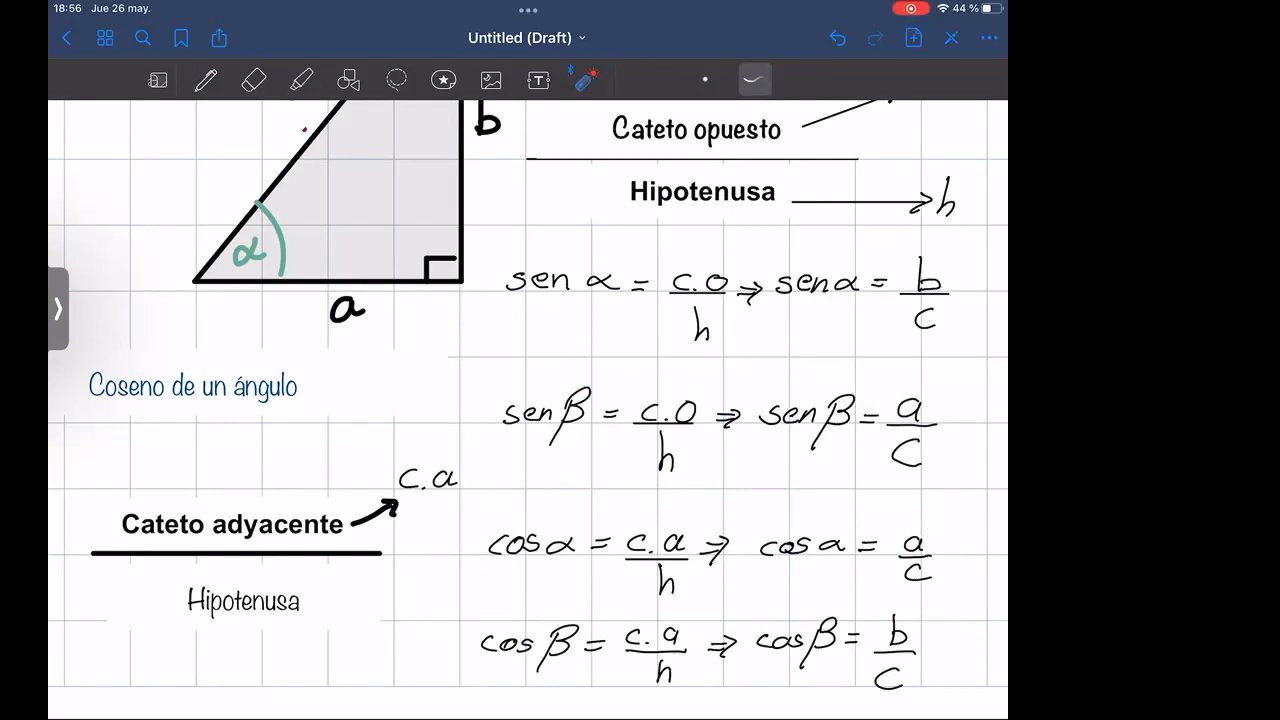 18:56 Jue 26 may.
44 %
Untitled (Draft)
b
α
a
Cateto opuesto
Hipotenusa
h
sen α = c.o/h ⇒ sen α = b/c
sen β = c.o/h ⇒ sen β = a/c
Coseno de un ángulo
c.a
Cateto adyacente
Hipotenusa
cos α = c.a/h ⇒ cos α = a/c
cos β = c.a/h ⇒ cos β = b/c